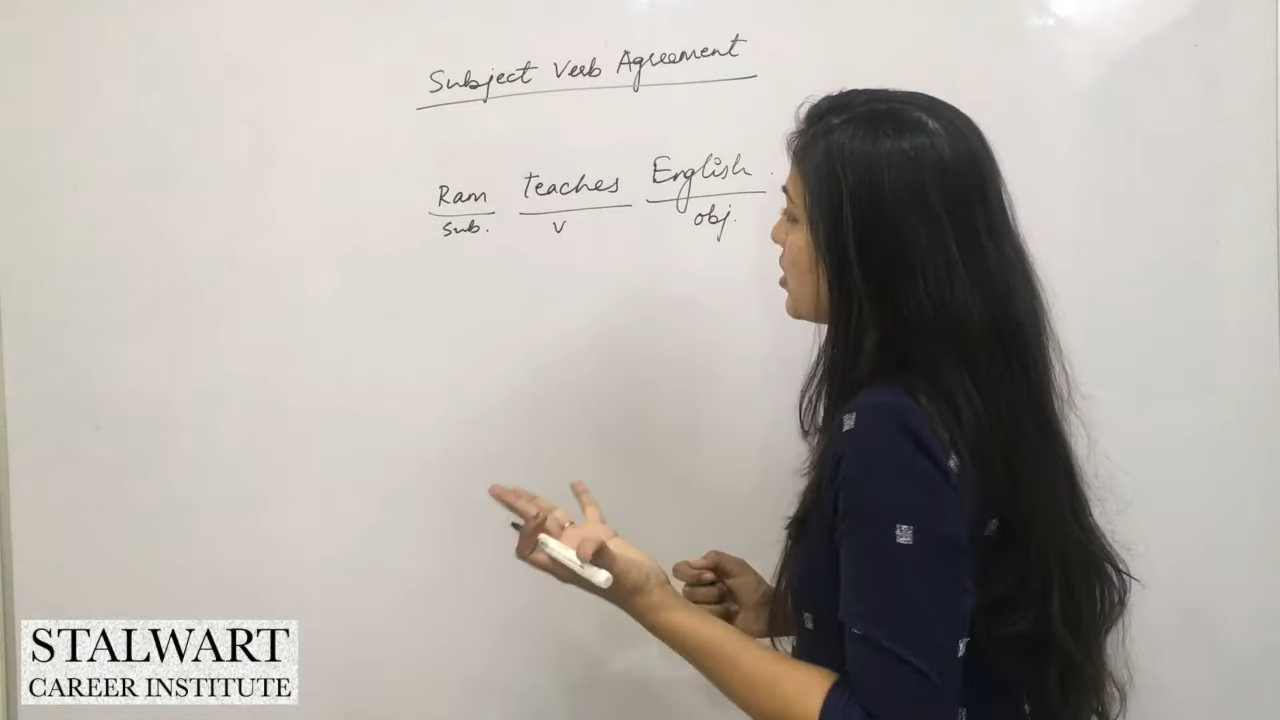 Subject Verb Agreement
Ram teaches English.
sub. v obj.
STALWART
CAREER INSTITUTE